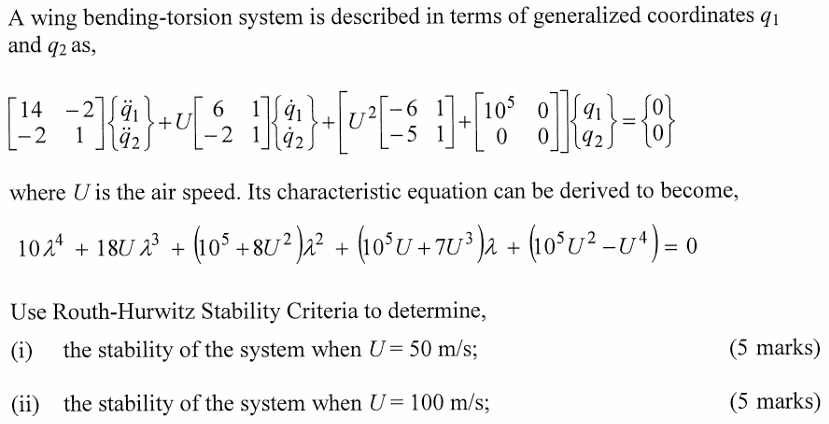 A wing bending-torsion system is described in terms of generalized coordinates q₁
and q₂ as,
[14 −2; −2 1]{q̈₁; q̈₂} + U[6 1; −2 1]{q̇₁; q̇₂} + [U²[−6 1; −5 1] + [10⁵ 0; 0 0]]{q₁; q₂} = {0; 0}
where U is the air speed. Its characteristic equation can be derived to become,
10λ⁴ + 18Uλ³ + (10⁵ + 8U²)λ² + (10⁵U + 7U³)λ + (10⁵U² − U⁴) = 0
Use Routh-Hurwitz Stability Criteria to determine,
(i) the stability of the system when U = 50 m/s; (5 marks)
(ii) the stability of the system when U = 100 m/s; (5 marks)